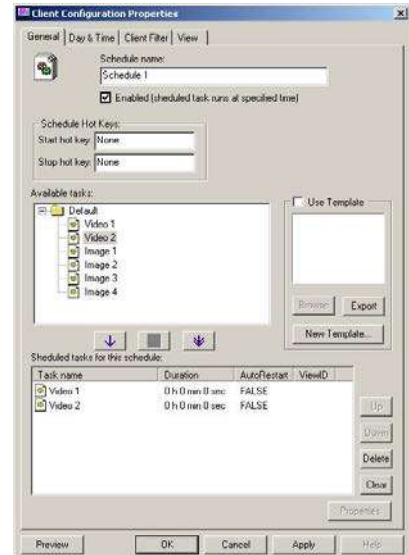 Client Configuration Properties
General Day & Time Client Filter View
Schedule name:
Schedule 1
Enabled (sheduled task runs at specified time)
Schedule Hot Keys:
Start hot key: None
Stop hot key: None
Available tasks:
Use Template
Default
Video 1
Video 2
Image 1
Image 2
Image 3
Image 4
Browse Export
New Template...
Sheduled tasks for this schedule:
Task name Duration AutoRestart ViewID
Video 1 0 h 0 min 0 sec FALSE
Video 2 0 h 0 min 0 sec FALSE
Up
Down
Delete
Clear
Properties
Preview OK Cancel Apply Help